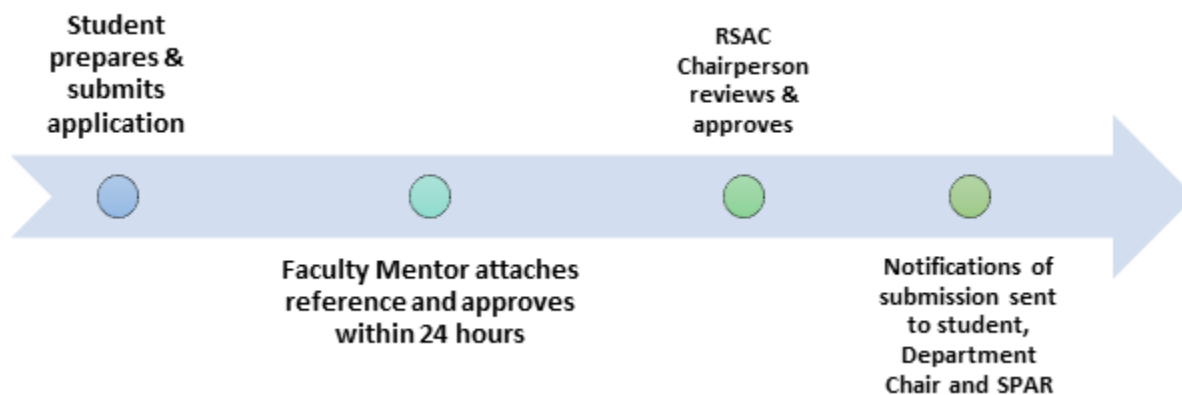 Student
prepares &
submits
application
Faculty Mentor attaches
reference and approves
within 24 hours
RSAC
Chairperson
reviews &
approves
Notifications of
submission sent
to student,
Department
Chair and SPAR